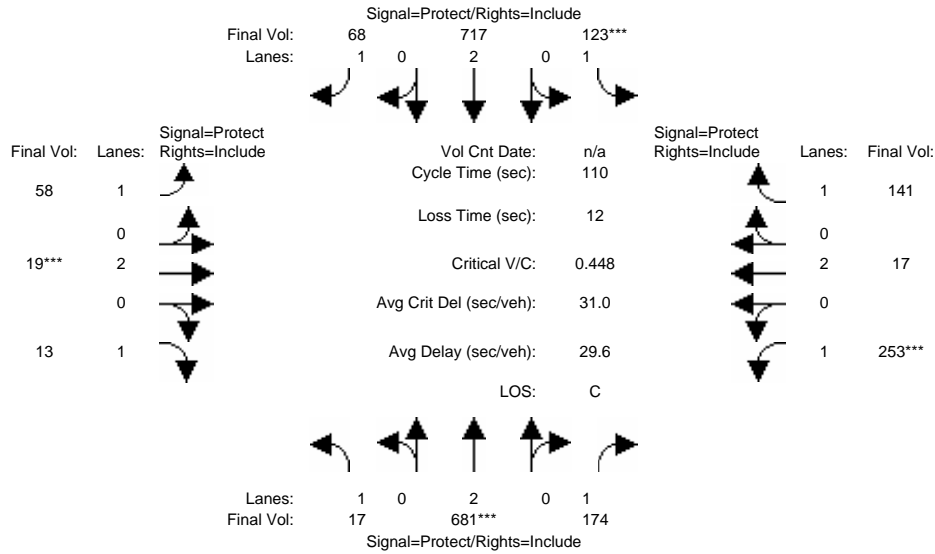 Signal=Protect/Rights=Include
Final Vol: 68 717 123***
Lanes: 1 0 2 0 1
Signal=Protect Signal=Protect
Final Vol: Lanes: Rights=Include Vol Cnt Date: n/a Rights=Include Lanes: Final Vol:
Cycle Time (sec): 110
58 1 1 141
Loss Time (sec): 12
0 0
19*** 2 Critical V/C: 0.448 2 17
0 Avg Crit Del (sec/veh): 31.0 0
13 1 Avg Delay (sec/veh): 29.6 1 253***
LOS: C
Lanes: 1 0 2 0 1
Final Vol: 17 681*** 174
Signal=Protect/Rights=Include